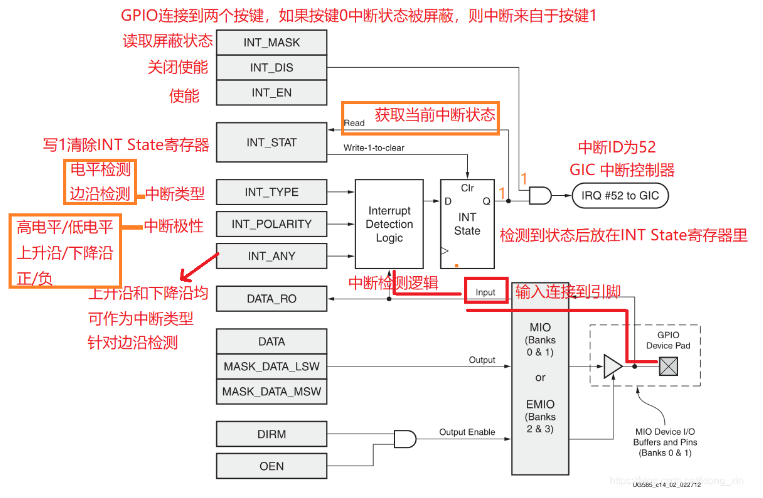 GPIO连接到两个按键，如果按键0中断状态被屏蔽，则中断来自于按键1
读取屏蔽状态
INT_MASK
关闭使能
INT_DIS
使能
INT_EN
获取当前中断状态
Read
写1清除INT State寄存器
INT_STAT
Write-1-to-clear
中断ID为52
GIC 中断控制器
1
1
IRQ #52 to GIC
电平检测
边沿检测
中断类型
INT_TYPE
Interrupt
Detection
Logic
Clr
D
Q
INT
State
高电平/低电平
上升沿/下降沿
正/负
中断极性
INT_POLARITY
INT_ANY
检测到状态后放在INT State寄存器里
上升沿和下降沿均
可作为中断类型
针对边沿检测
DATA_RO
中断检测逻辑
Input
输入连接到引脚
DATA
MASK_DATA_LSW
MASK_DATA_MSW
Output
MIO
(Banks
0 & 1)
or
EMIO
(Banks
2 & 3)
GPIO
Device Pad
DIRM
OEN
Output Enable
MIO Device I/O
Buffers and Pins
(Banks 0 & 1)
UG585_c14_02_022712